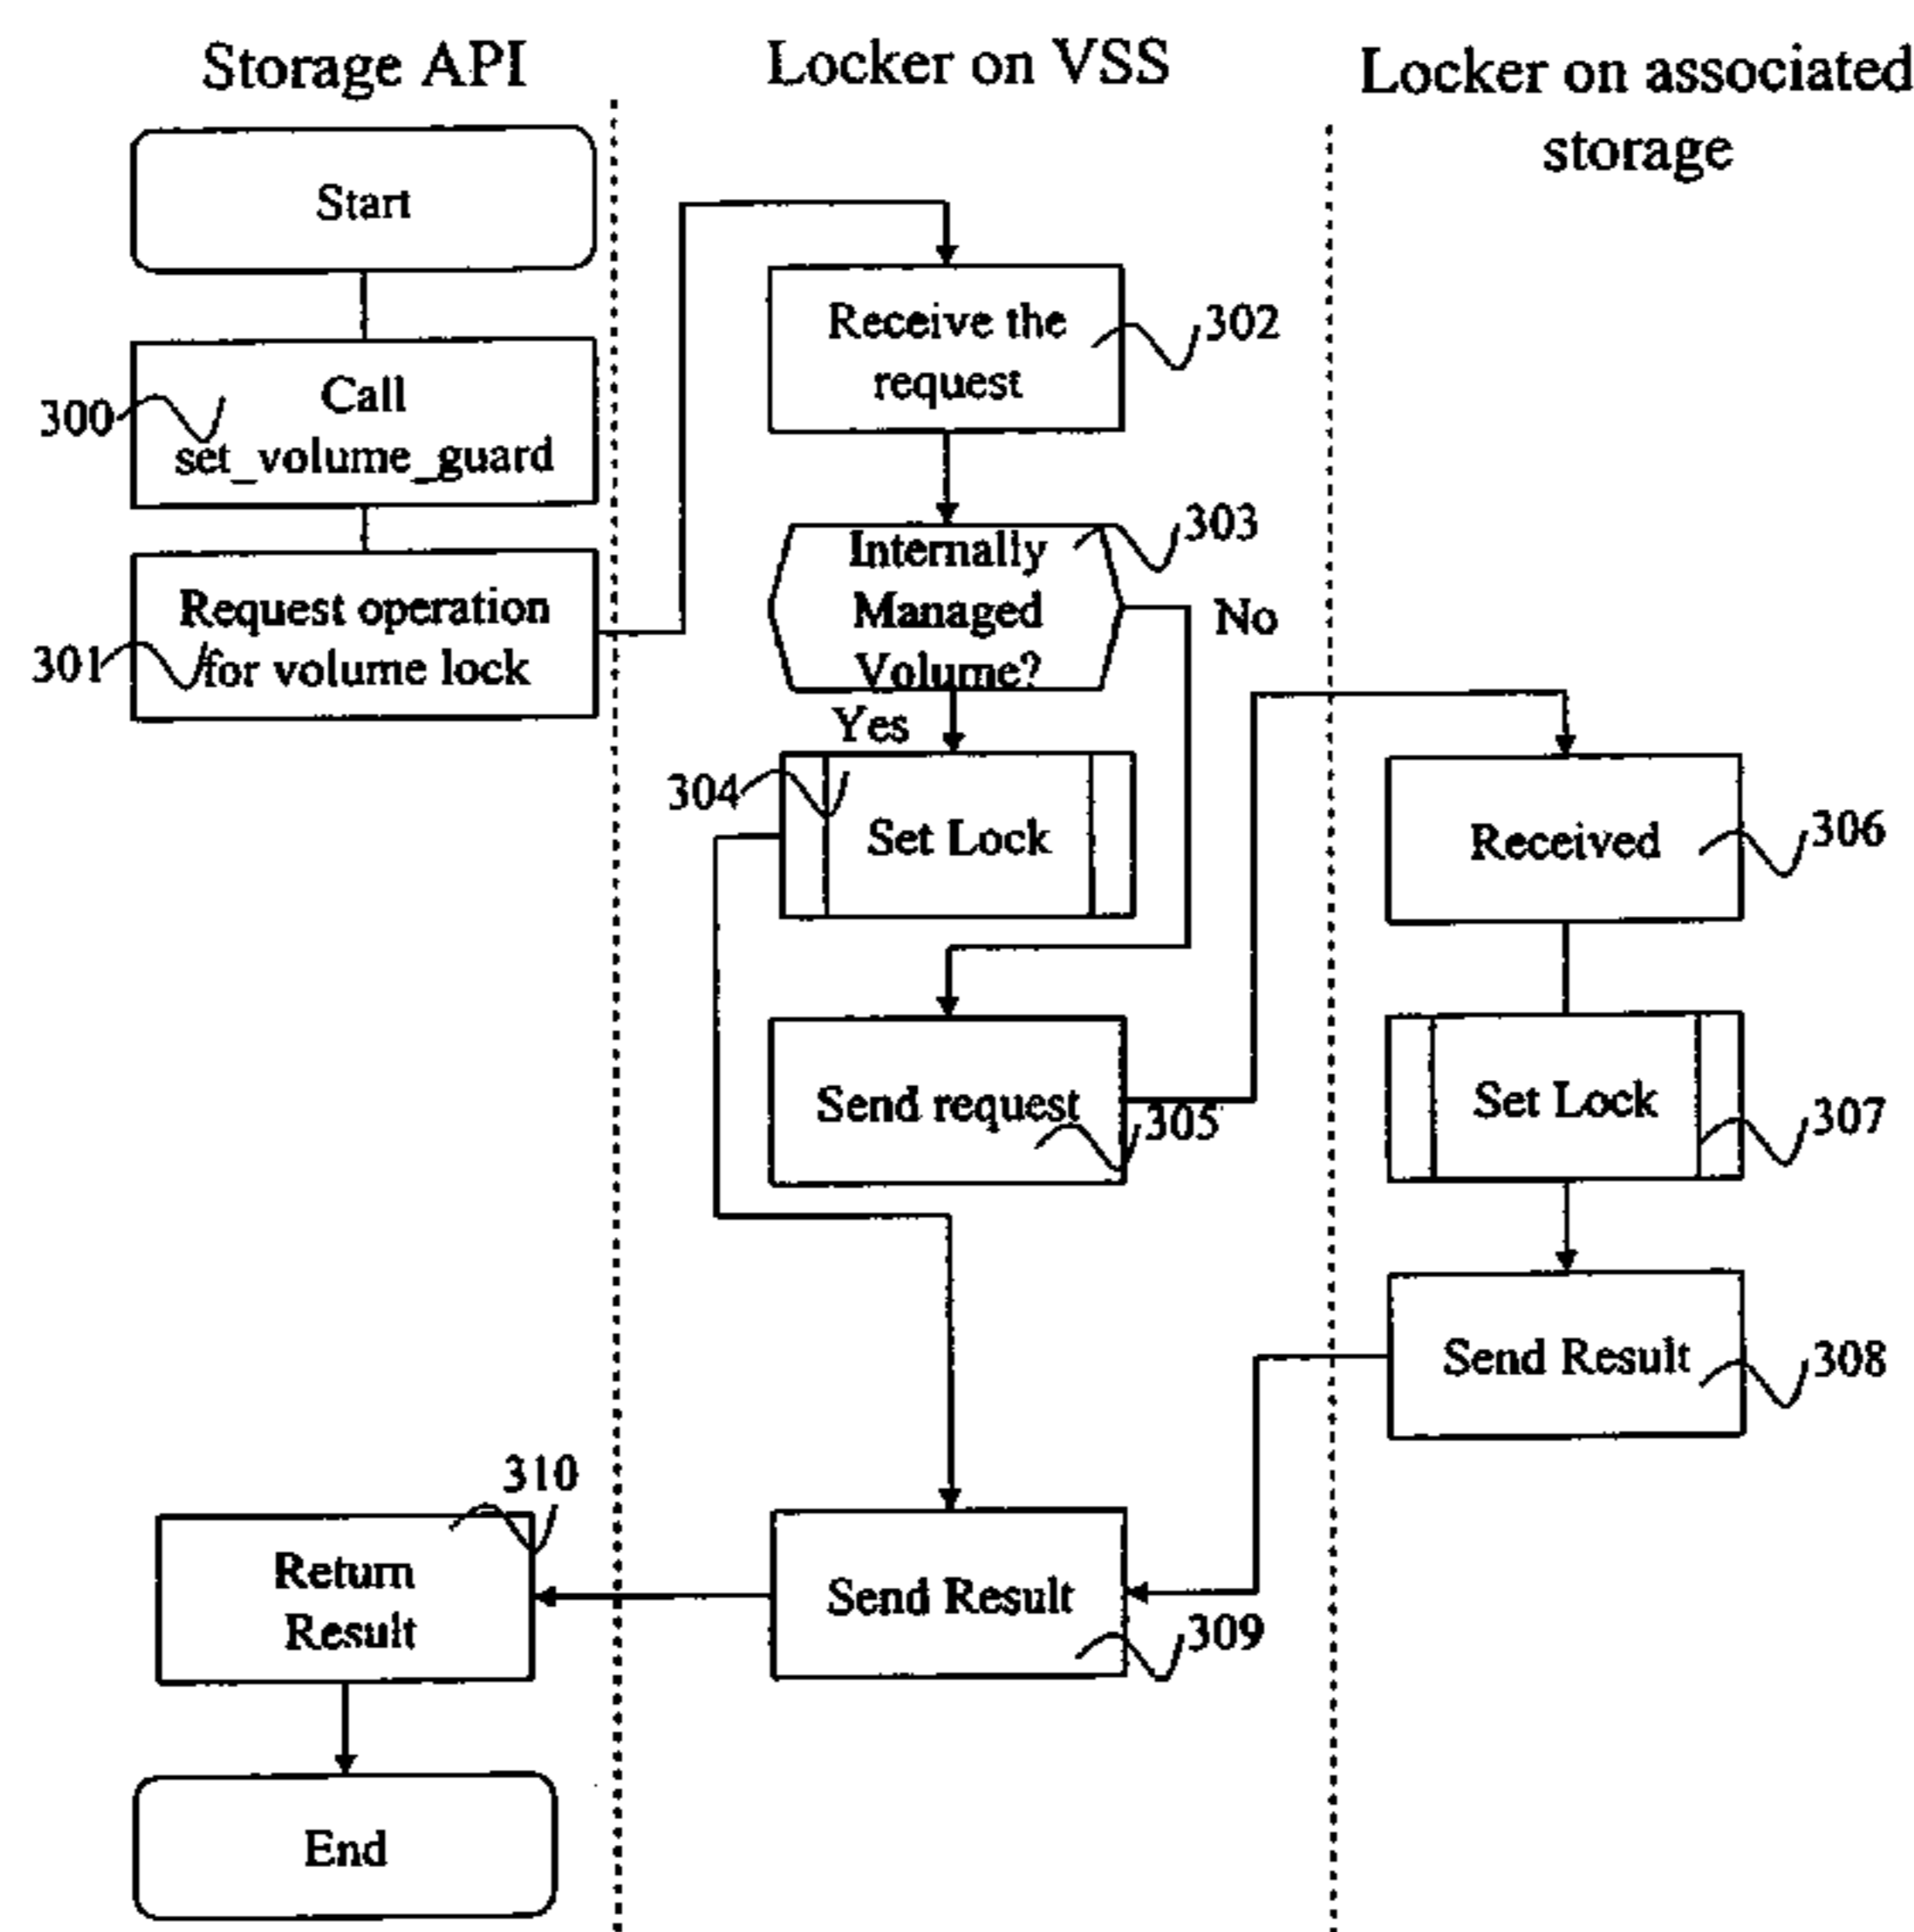 Storage API
Locker on VSS
Locker on associated
storage
Start
Call
set_volume_guard
300
Request operation
for volume lock
301
Receive the
request
302
Internally
Managed
Volume?
303
No
Yes
304
Set Lock
Send request
305
Received
306
Set Lock
307
Send Result
308
Send Result
309
310
Return
Result
End